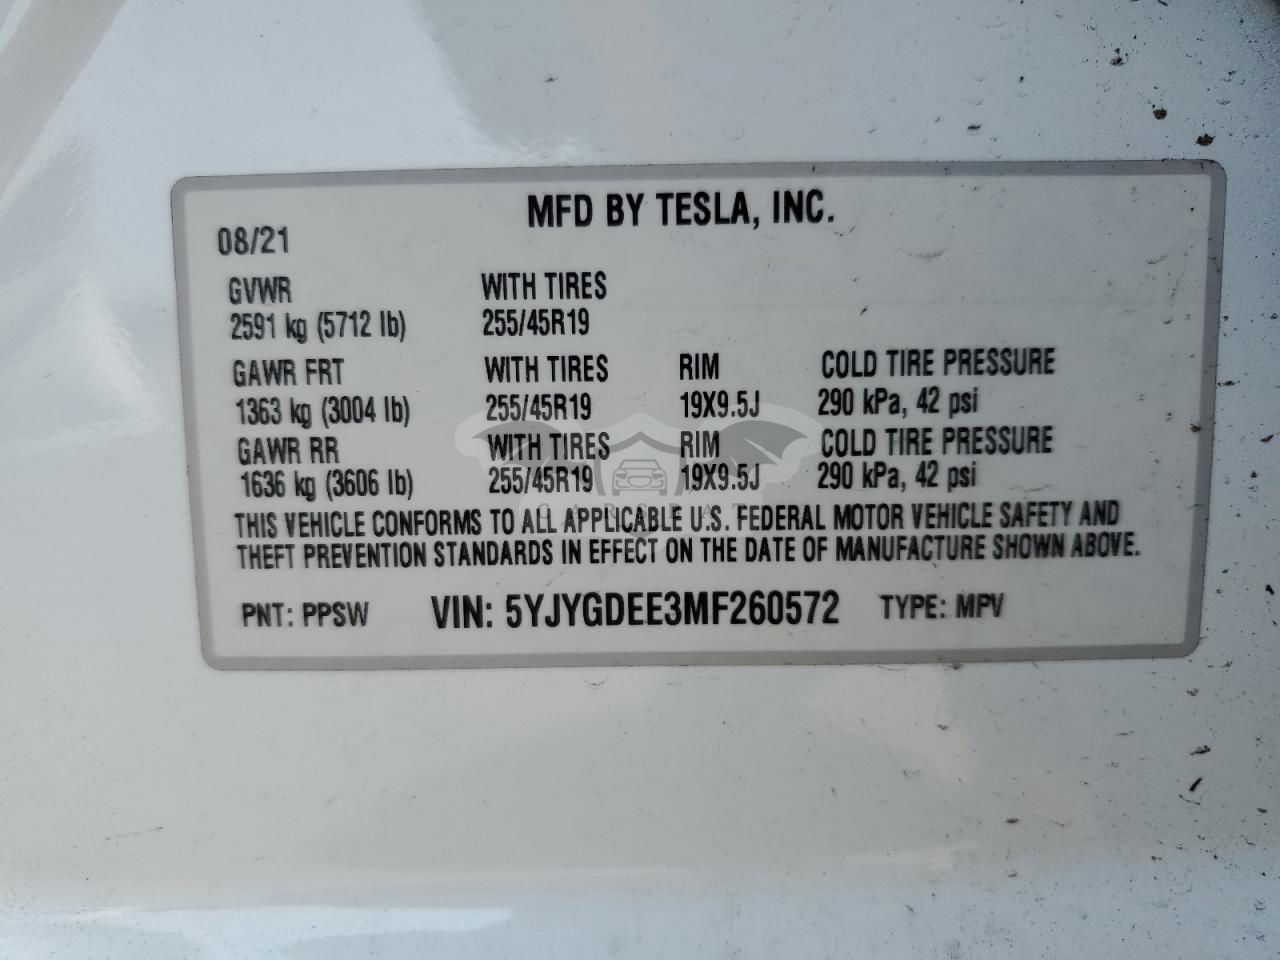 MFD BY TESLA, INC.
08/21
GVWR WITH TIRES
2591 kg (5712 lb) 255/45R19
GAWR FRT WITH TIRES RIM COLD TIRE PRESSURE
1363 kg (3004 lb) 255/45R19 19X9.5J 290 kPa, 42 psi
GAWR RR WITH TIRES RIM COLD TIRE PRESSURE
1636 kg (3606 lb) 255/45R19 19X9.5J 290 kPa, 42 psi
THIS VEHICLE CONFORMS TO ALL APPLICABLE U.S. FEDERAL MOTOR VEHICLE SAFETY AND
THEFT PREVENTION STANDARDS IN EFFECT ON THE DATE OF MANUFACTURE SHOWN ABOVE.
PNT: PPSW VIN: 5YJYGDEE3MF260572 TYPE: MPV